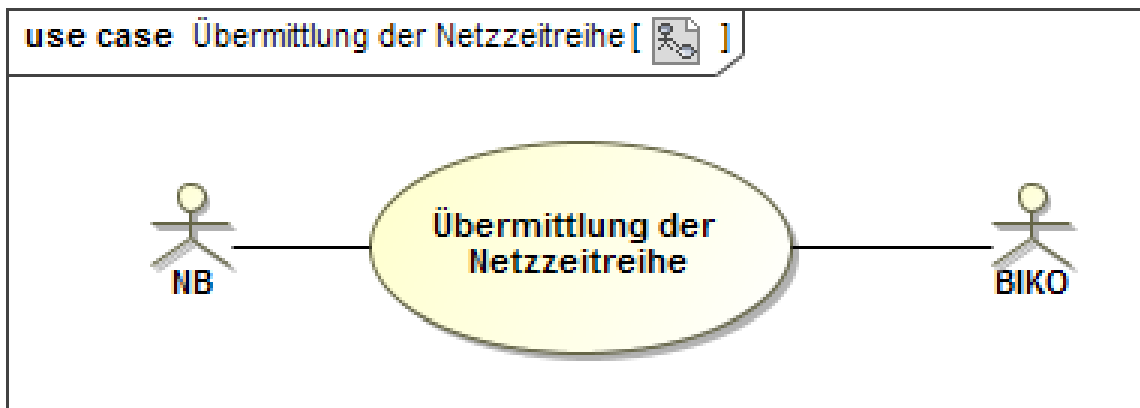 use case Übermittlung der Netzzeitreihe [ ]
Übermittlung der
Netzzeitreihe
NB
BIKO